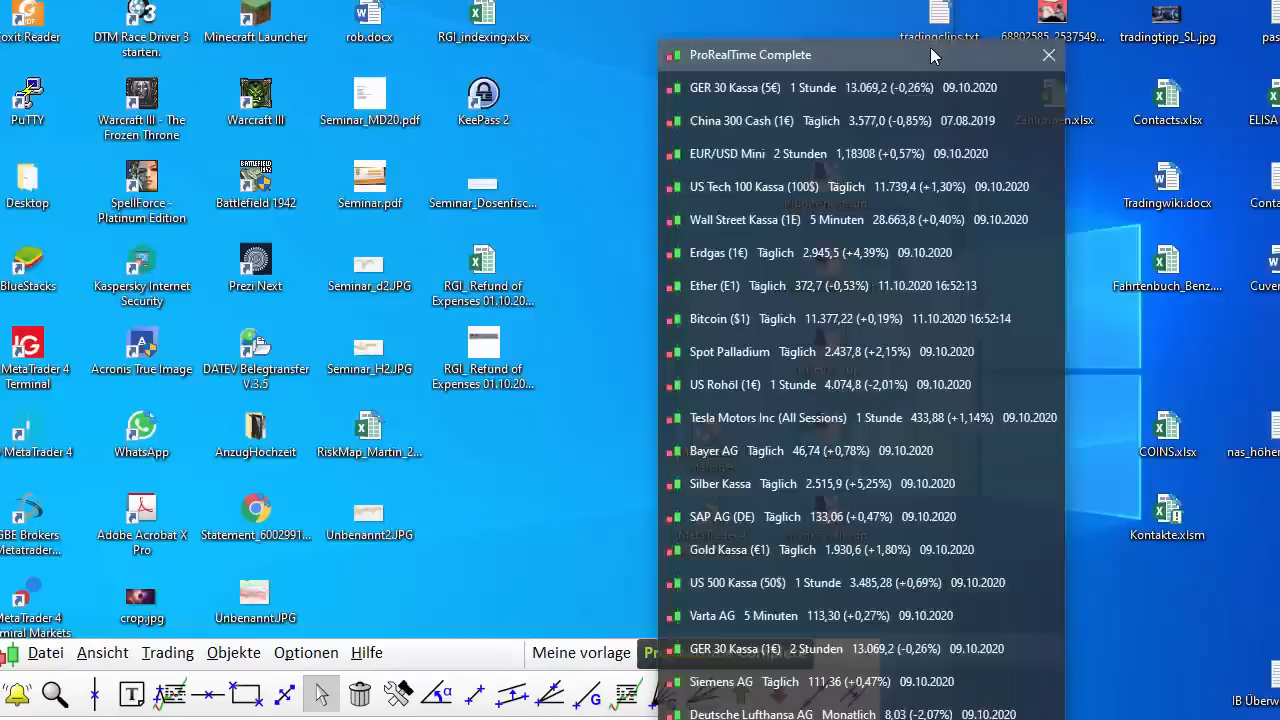 oxit Reader
DTM Race Driver 3
starten.
Minecraft Launcher
rob.docx
RGI_indexing.xlsx
tradingclips.txt
68802585_2537549...
tradingtipp_SL.jpg
pas
PuTTY
Warcraft III - The
Frozen Throne
Warcraft III
Seminar_MD20.pdf
KeePass 2
Zahlungen.xlsx
Contacts.xlsx
ELISA
Desktop
SpellForce -
Platinum Edition
Battlefield 1942
Seminar.pdf
Seminar_Dosenfisc...
Tradingwiki.docx
Conta
BlueStacks
Kaspersky Internet
Security
Prezi Next
Seminar_d2.JPG
RGI_Refund of
Expenses 01.10.20...
Fahrtenbuch_Benz....
Cuver
IG
MetaTrader 4
Terminal
Acronis True Image
DATEV Belegtransfer
V.3.5
Seminar_H2.JPG
RGI_Refund of
Expenses 01.10.20...
MetaTrader 4
WhatsApp
AnzugHochzeit
RiskMap_Martin_2...
COINS.xlsx
nas_höher
GBE Brokers
Metatrader...
Adobe Acrobat X
Pro
Statement_6002991...
Unbenannt2.JPG
Kontakte.xlsm
MetaTrader 4
miral Markets
crop.jpg
Unbenannt.JPG
IB Überw
ProRealTime Complete
GER 30 Kassa (5€) 1 Stunde 13.069,2 (-0,26%) 09.10.2020
China 300 Cash (1€) Täglich 3.577,0 (-0,85%) 07.08.2019
EUR/USD Mini 2 Stunden 1,18308 (+0,57%) 09.10.2020
US Tech 100 Kassa (100$) Täglich 11.739,4 (+1,30%) 09.10.2020
Wall Street Kassa (1E) 5 Minuten 28.663,8 (+0,40%) 09.10.2020
Erdgas (1€) Täglich 2.945,5 (+4,39%) 09.10.2020
Ether (E1) Täglich 372,7 (-0,53%) 11.10.2020 16:52:13
Bitcoin ($1) Täglich 11.377,22 (+0,19%) 11.10.2020 16:52:14
Spot Palladium Täglich 2.437,8 (+2,15%) 09.10.2020
US Rohöl (1€) 1 Stunde 4.074,8 (-2,01%) 09.10.2020
Tesla Motors Inc (All Sessions) 1 Stunde 433,88 (+1,14%) 09.10.2020
Bayer AG Täglich 46,74 (+0,78%) 09.10.2020
Silber Kassa Täglich 2.515,9 (+5,25%) 09.10.2020
SAP AG (DE) Täglich 133,06 (+0,47%) 09.10.2020
Gold Kassa (€1) Täglich 1.930,6 (+1,80%) 09.10.2020
US 500 Kassa (50$) 1 Stunde 3.485,28 (+0,69%) 09.10.2020
Varta AG 5 Minuten 113,30 (+0,27%) 09.10.2020
GER 30 Kassa (1€) 2 Stunden 13.069,2 (-0,26%) 09.10.2020
Siemens AG Täglich 111,36 (+0,47%) 09.10.2020
Deutsche Lufthansa AG Monatlich 8,03 (-2,07%) 09.10.2020
Datei Ansicht Trading Objekte Optionen Hilfe Meine vorlage